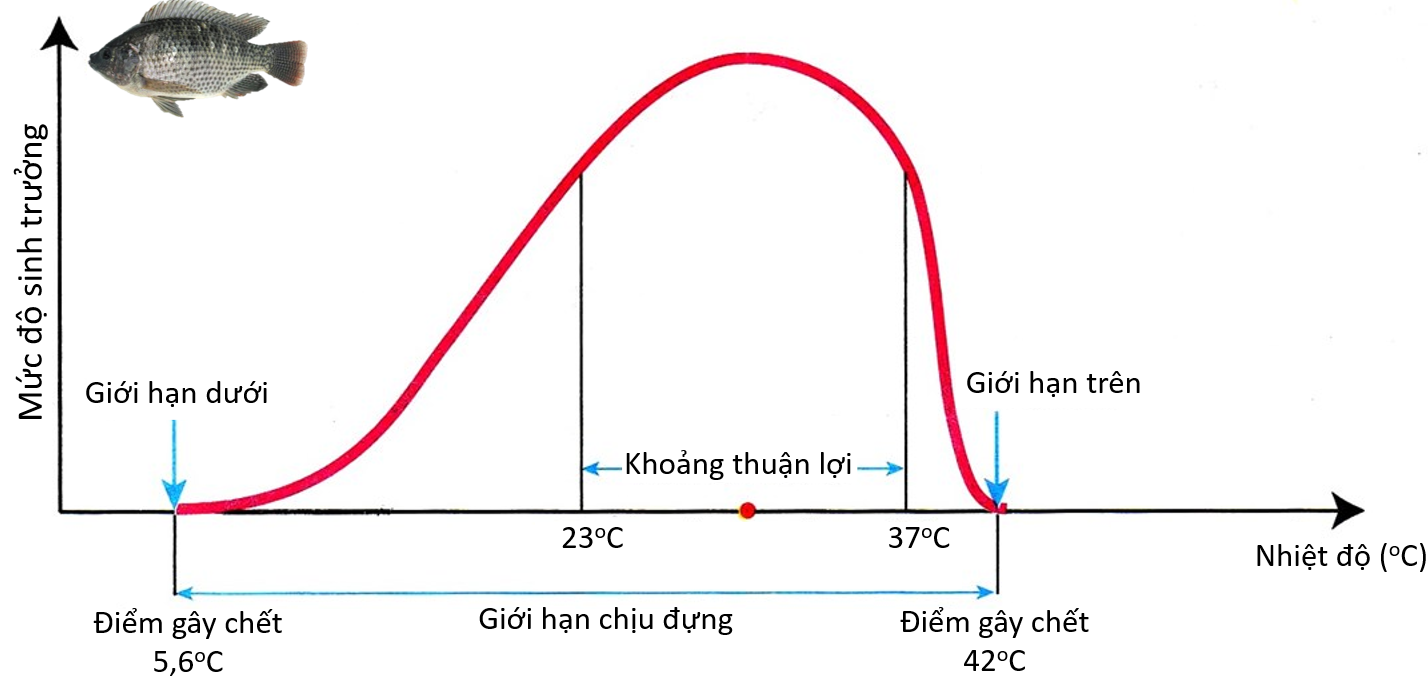 Mức độ sinh trưởng
Giới hạn dưới
Giới hạn trên
Khoảng thuận lợi
23°C
37°C
Nhiệt độ (°C)
Giới hạn chịu đựng
Điểm gây chết
5,6°C
Điểm gây chết
42°C